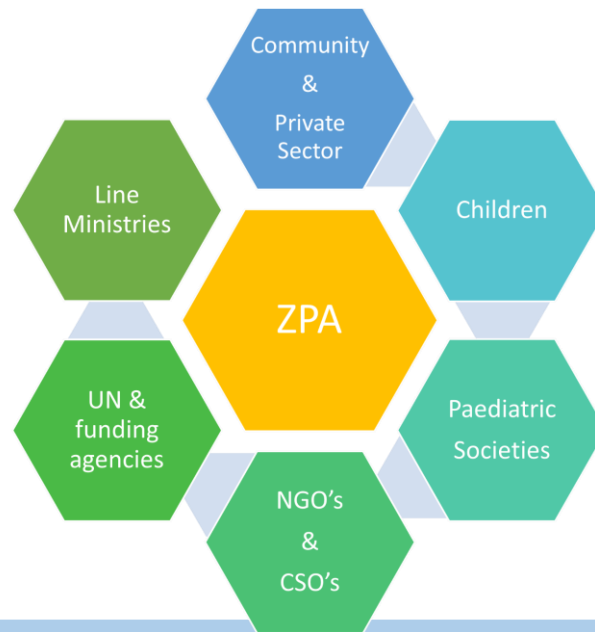 Community
&
Private
Sector
Line
Ministries
Children
ZPA
UN &
funding
agencies
Paediatric
Societies
NGO’s
&
CSO’s